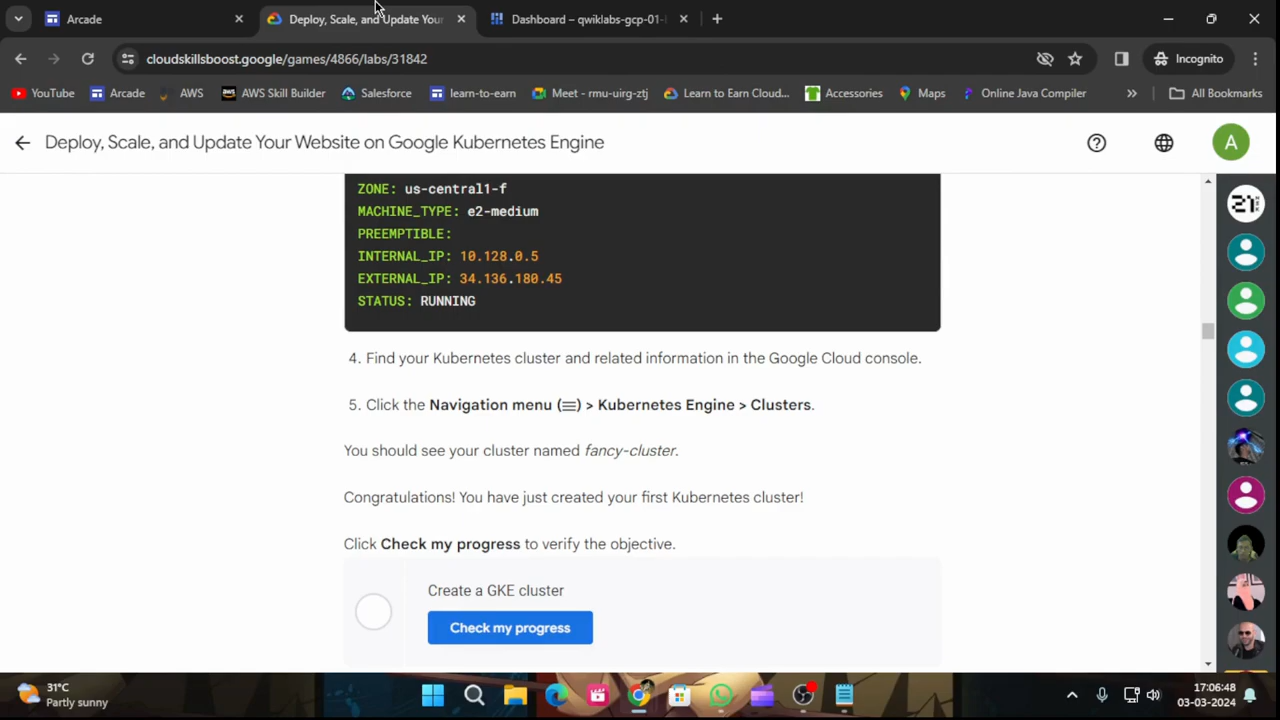 Arcade
Deploy, Scale, and Update Your
Dashboard – qwiklabs-gcp-01-
cloudskillsboost.google/games/4866/labs/31842
Incognito
YouTube
Arcade
AWS
AWS Skill Builder
Salesforce
learn-to-earn
Meet - rmu-uirg-ztj
Learn to Earn Cloud...
Accessories
Maps
Online Java Compiler
»
All Bookmarks
Deploy, Scale, and Update Your Website on Google Kubernetes Engine
A
ZONE: us-central1-f
MACHINE_TYPE: e2-medium
PREEMPTIBLE:
INTERNAL_IP: 10.128.0.5
EXTERNAL_IP: 34.136.180.45
STATUS: RUNNING
21
4. Find your Kubernetes cluster and related information in the Google Cloud console.
5. Click the Navigation menu (☰) > Kubernetes Engine > Clusters.
You should see your cluster named fancy-cluster.
Congratulations! You have just created your first Kubernetes cluster!
Click Check my progress to verify the objective.
Create a GKE cluster
Check my progress
31°C
Partly sunny
17:06:48
03-03-2024